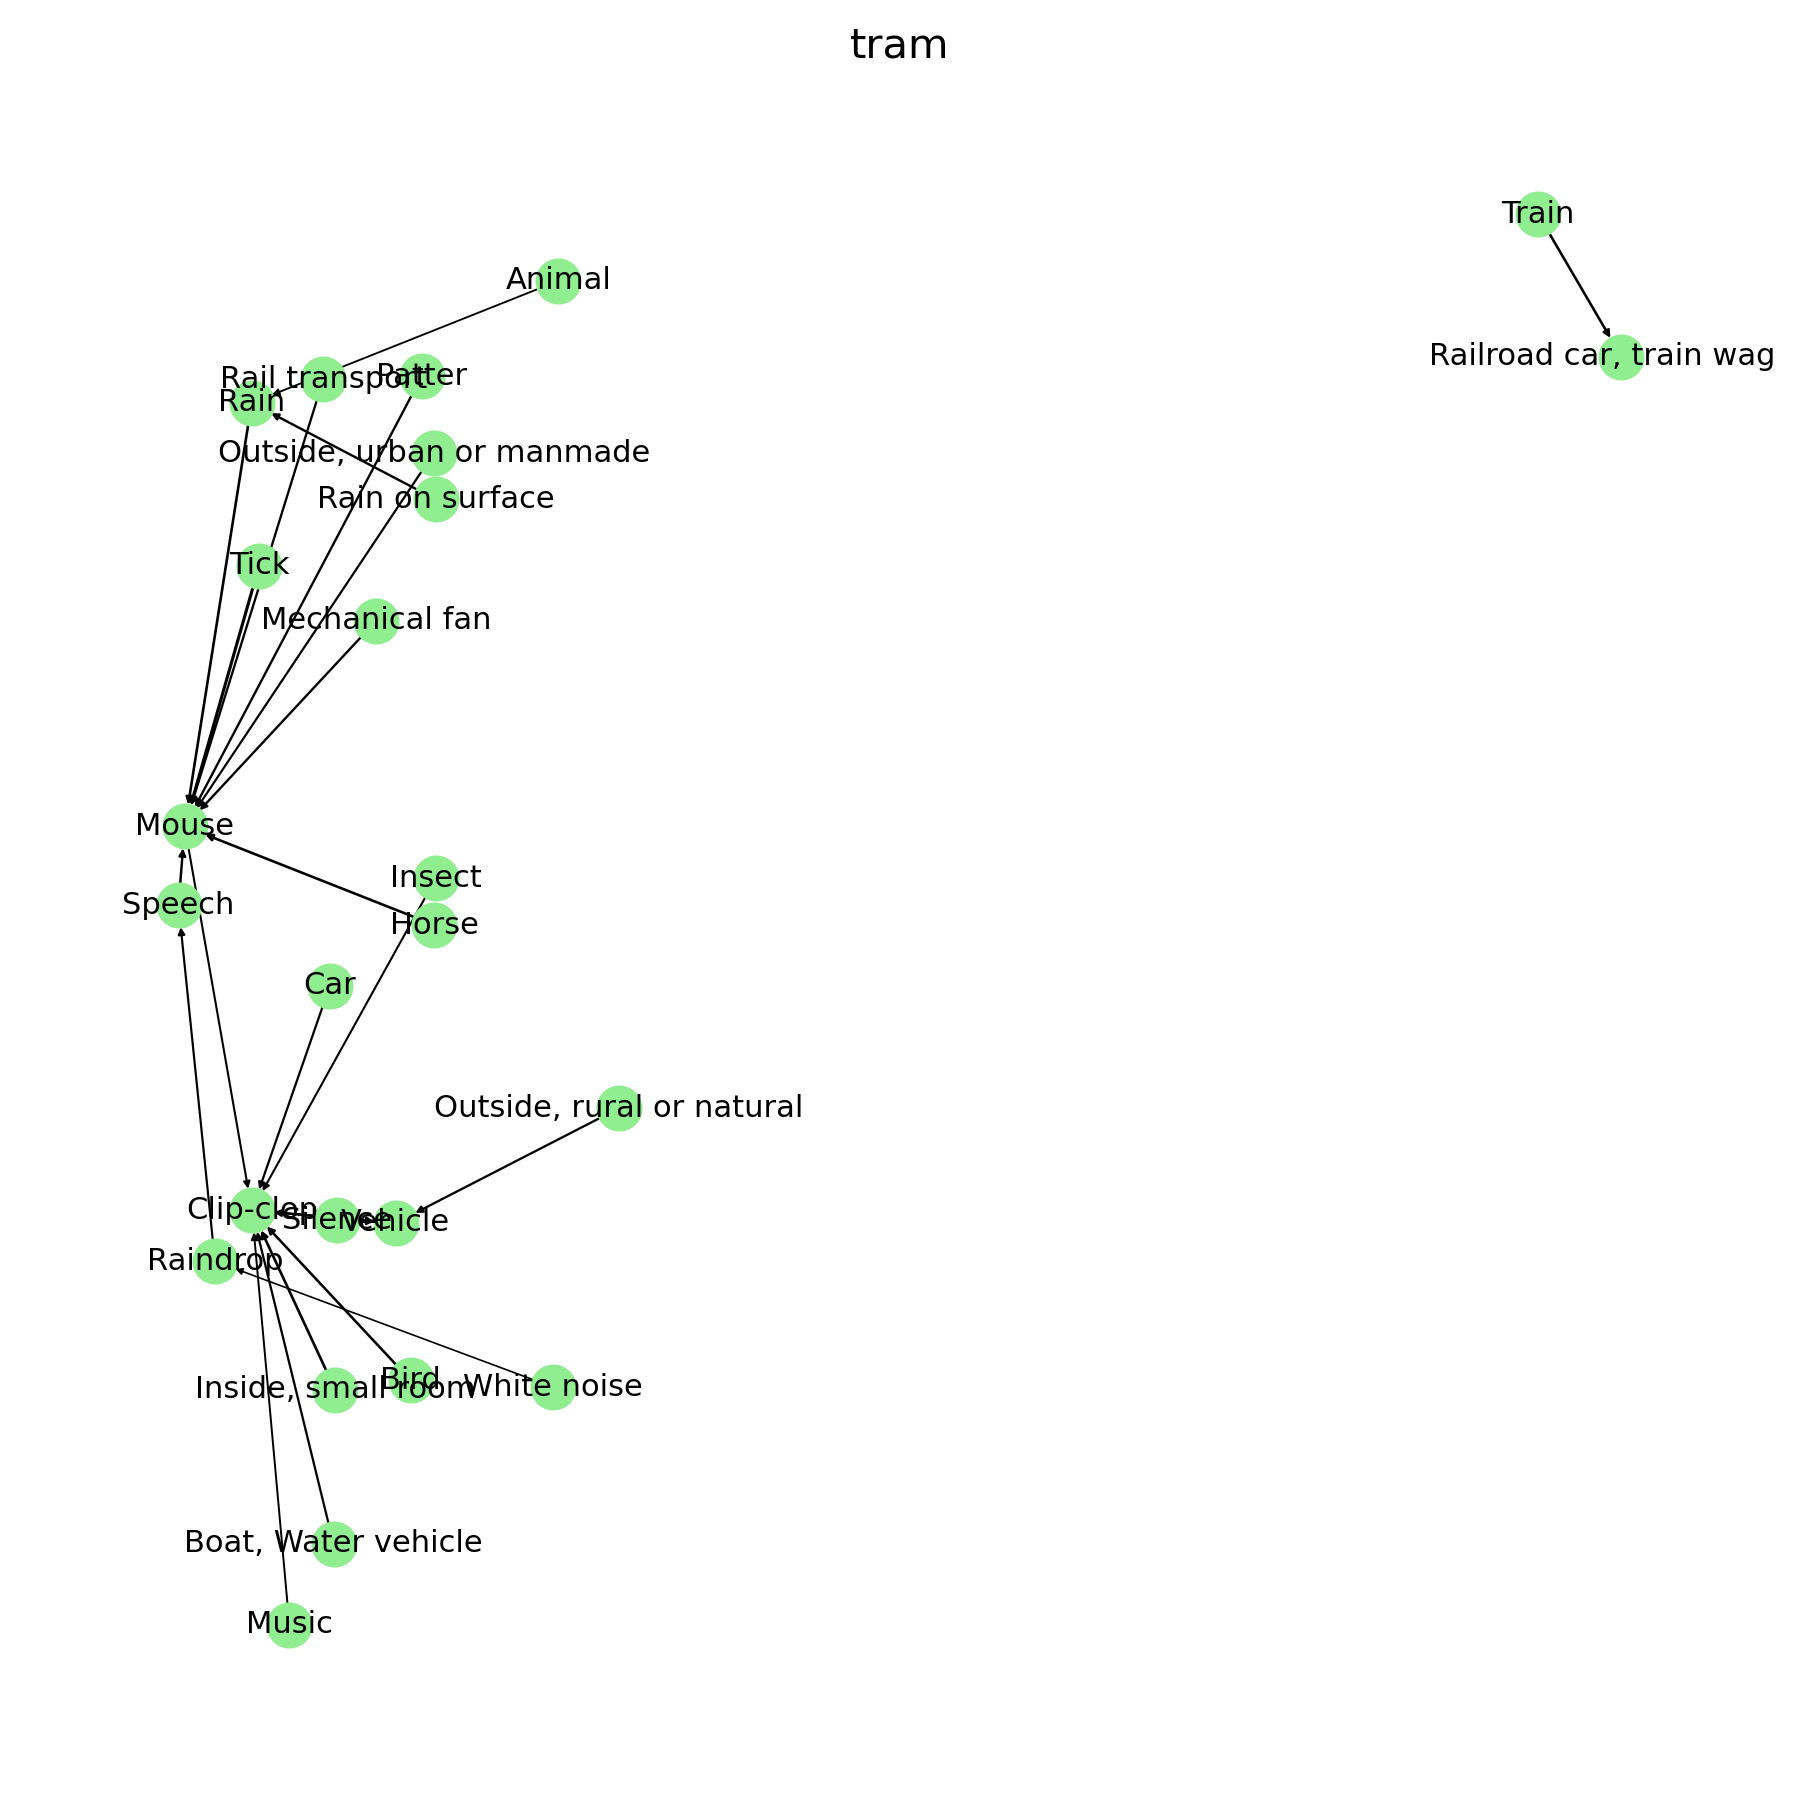 tram
Train
Animal
Railroad car, train wag
Rail transport
Patter
Rain
Outside, urban or manmade
Rain on surface
Tick
Mechanical fan
Mouse
Insect
Speech
Horse
Car
Outside, rural or natural
Clip-clop
Silence
Vehicle
Raindrop
Inside, small room
Bird
White noise
Boat, Water vehicle
Music